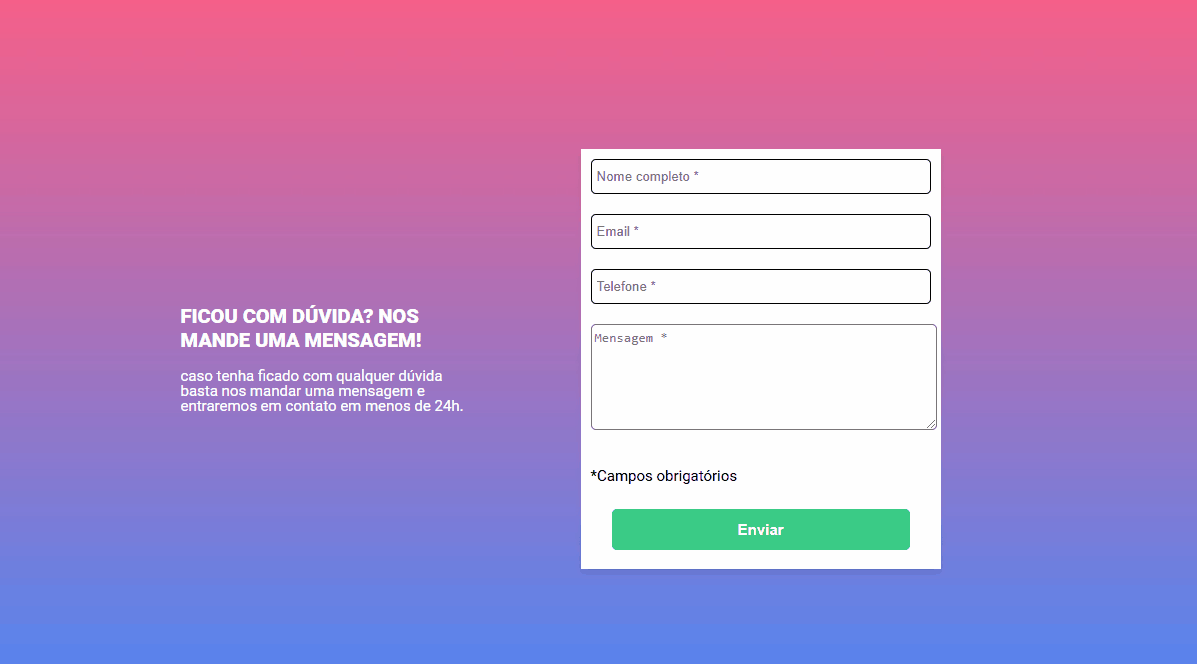 FICOU COM DÚVIDA? NOS
MANDE UMA MENSAGEM!
caso tenha ficado com qualquer dúvida
basta nos mandar uma mensagem e
entraremos em contato em menos de 24h.
Nome completo *
Email *
Telefone *
Mensagem *
*Campos obrigatórios
Enviar